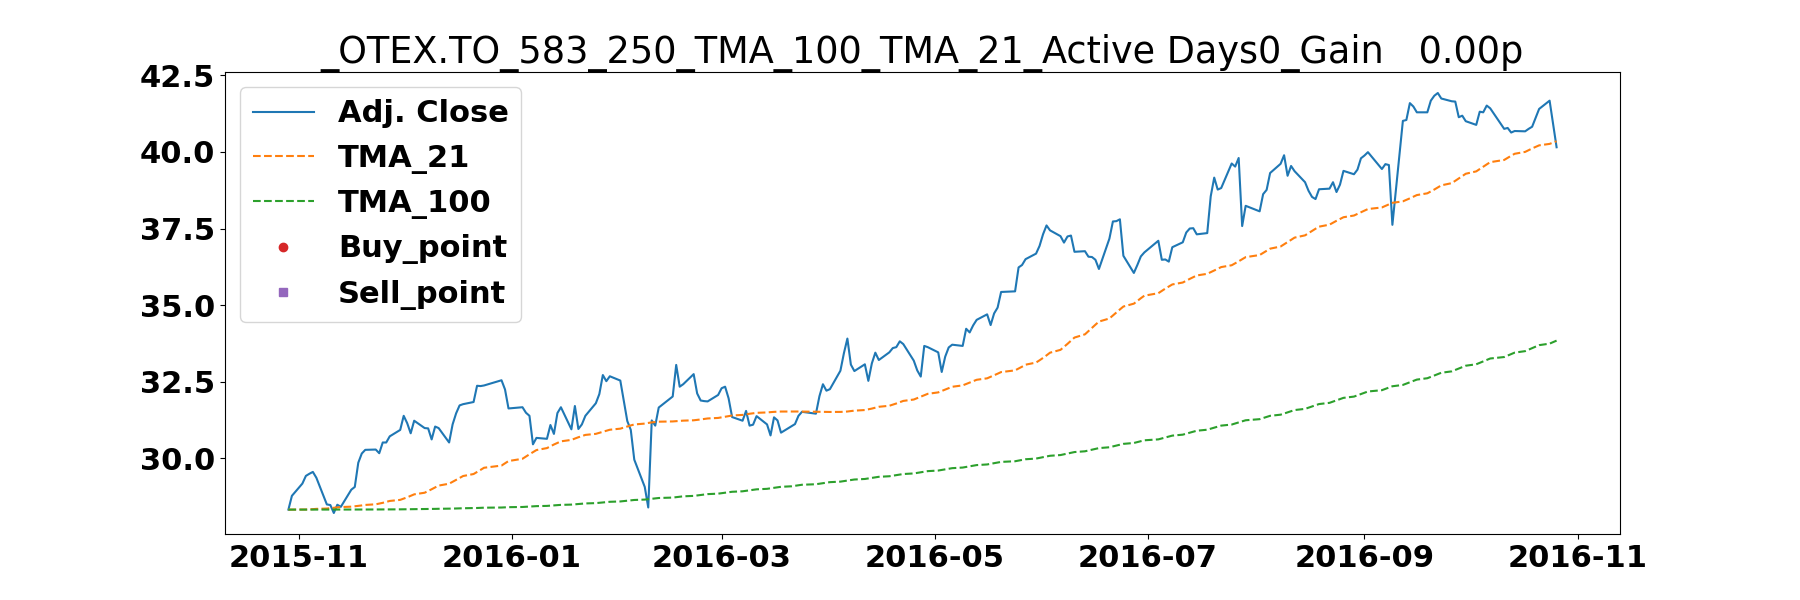 _OTEX.TO_583_250_TMA_100_TMA_21_Active Days0_Gain   0.00p
42.5
40.0
37.5
35.0
32.5
30.0
Adj. Close
TMA_21
TMA_100
Buy_point
Sell_point
2015-11 2016-01 2016-03 2016-05 2016-07 2016-09 2016-11